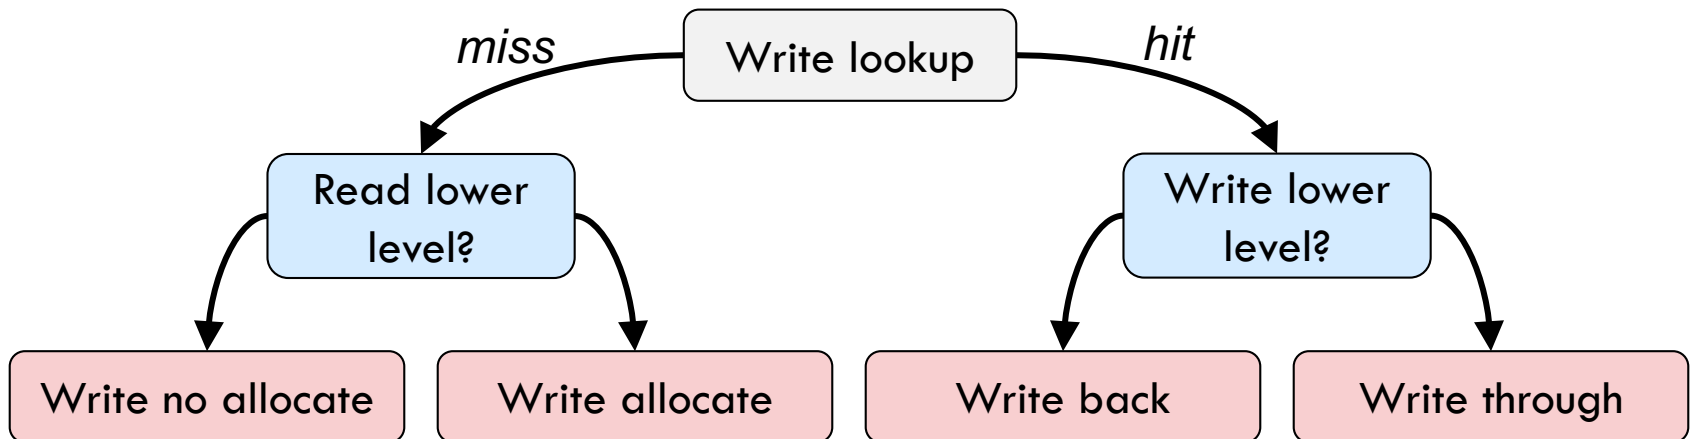 miss
Write lookup
hit
Read lower
level?
Write lower
level?
Write no allocate
Write allocate
Write back
Write through